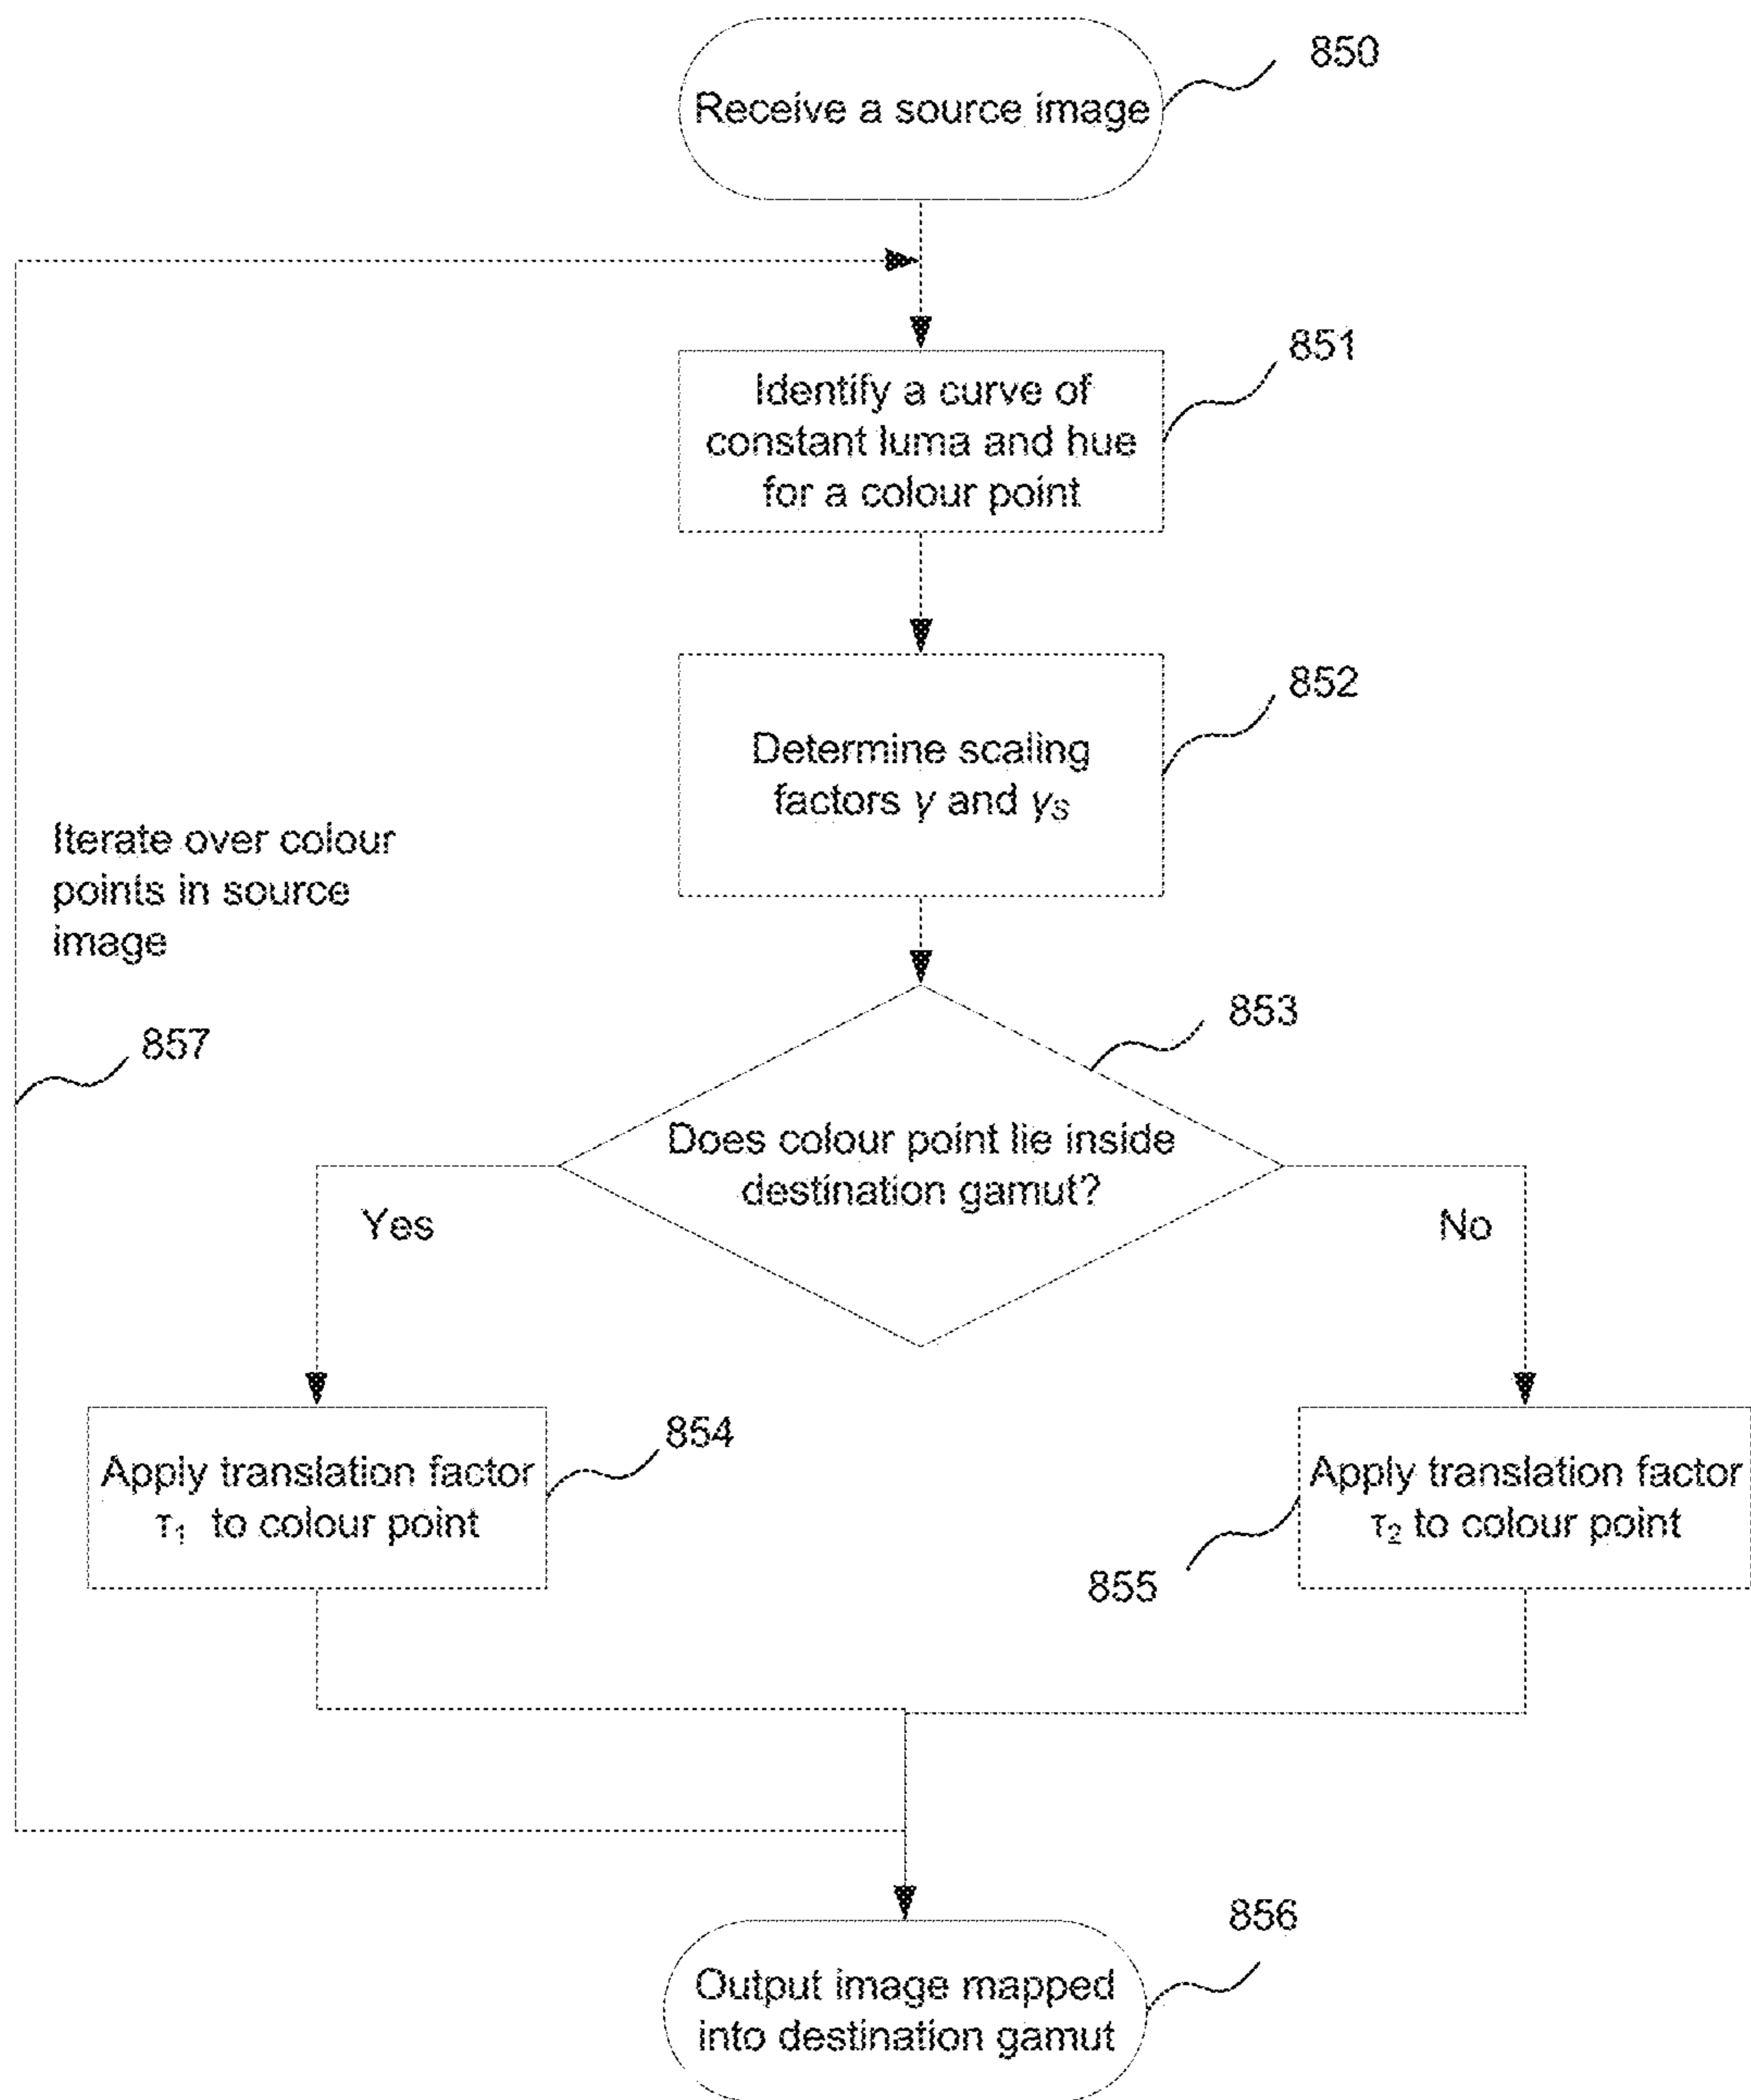 850
Receive a source image
851
Identify a curve of
constant luma and hue
for a colour point
852
Determine scaling
factors γ and γS
Iterate over colour
points in source
image
857
853
Does colour point lie inside
destination gamut?
Yes
No
854
Apply translation factor
τ1 to colour point
Apply translation factor
τ2 to colour point
855
856
Output image mapped
into destination gamut